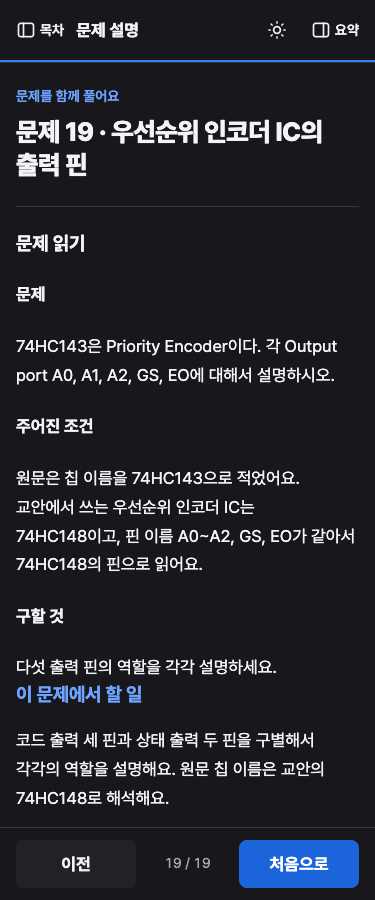 목차 문제 설명 요약
문제를 함께 풀어요
문제 19 · 우선순위 인코더 IC의
출력 핀
문제 읽기
문제
74HC143은 Priority Encoder이다. 각 Output
port A0, A1, A2, GS, EO에 대해서 설명하시오.
주어진 조건
원문은 칩 이름을 74HC143으로 적었어요.
교안에서 쓰는 우선순위 인코더 IC는
74HC148이고, 핀 이름 A0~A2, GS, EO가 같아서
74HC148의 핀으로 읽어요.
구할 것
다섯 출력 핀의 역할을 각각 설명하세요.
이 문제에서 할 일
코드 출력 세 핀과 상태 출력 두 핀을 구별해서
각각의 역할을 설명해요. 원문 칩 이름은 교안의
74HC148로 해석해요.
이전 19 / 19 처음으로